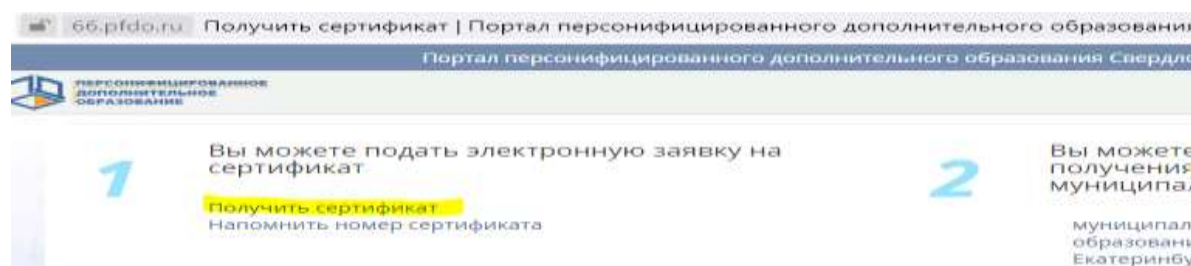 66.pfdo.ru Получить сертификат | Портал персонифицированного дополнительного образования
Портал персонифицированного дополнительного образования Свердло
ПЕРСОНИФИЦИРОВАННОЕ
ДОПОЛНИТЕЛЬНОЕ
ОБРАЗОВАНИЕ
1
Вы можете подать электронную заявку на
сертификат
Получить сертификат
Напомнить номер сертификата
2
Вы можете
получения
муниципал
муниципал
образовани
Екатеринбу